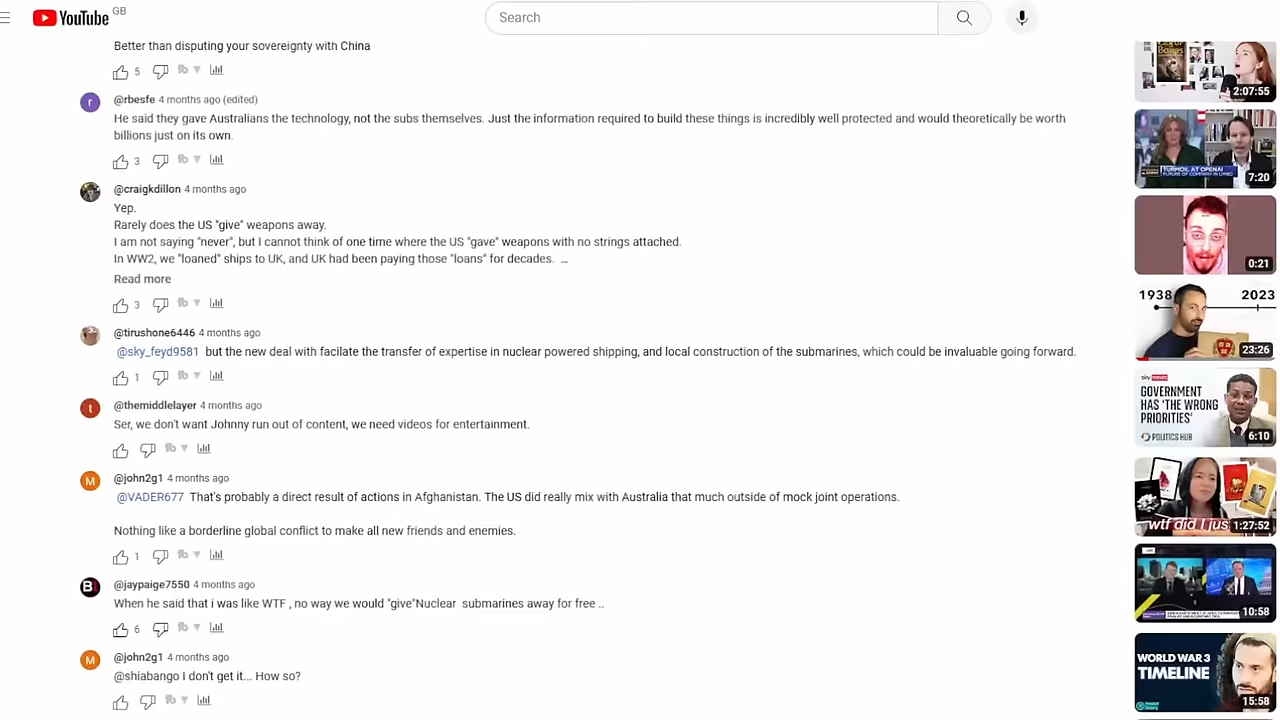 YouTube GB
Search
Better than disputing your sovereignty with China
5
@rbesfe 4 months ago (edited)
He said they gave Australians the technology, not the subs themselves. Just the information required to build these things is incredibly well protected and would theoretically be worth
billions just on its own.
3
@craigkdillon 4 months ago
Yep.
Rarely does the US "give" weapons away.
I am not saying "never", but I cannot think of one time where the US "gave" weapons with no strings attached.
In WW2, we "loaned" ships to UK, and UK had been paying those "loans" for decades. ...
Read more
3
@tirushone6446 4 months ago
@sky_feyd9581 but the new deal with facilate the transfer of expertise in nuclear powered shipping, and local construction of the submarines, which could be invaluable going forward.
1
@themiddlelayer 4 months ago
Ser, we don't want Johnny run out of content, we need videos for entertainment.
@john2g1 4 months ago
@VADER677 That's probably a direct result of actions in Afghanistan. The US did really mix with Australia that much outside of mock joint operations.
Nothing like a borderline global conflict to make all new friends and enemies.
1
@jaypaige7550 4 months ago
When he said that i was like WTF , no way we would "give"Nuclear submarines away for free ..
6
@john2g1 4 months ago
@shiabango I don't get it... How so?
r
t
M
B
M
2:07:55
TURMOIL AT OPENAI
FUTURE OF COMPANY IN LIMBO
7:20
0:21
1938 2023
23:26
sky news
GOVERNMENT
HAS 'THE WRONG
PRIORITIES'
POLITICS HUB
6:10
wtf did I jus
1:27:52
10:58
WORLD WAR 3
TIMELINE
15:58